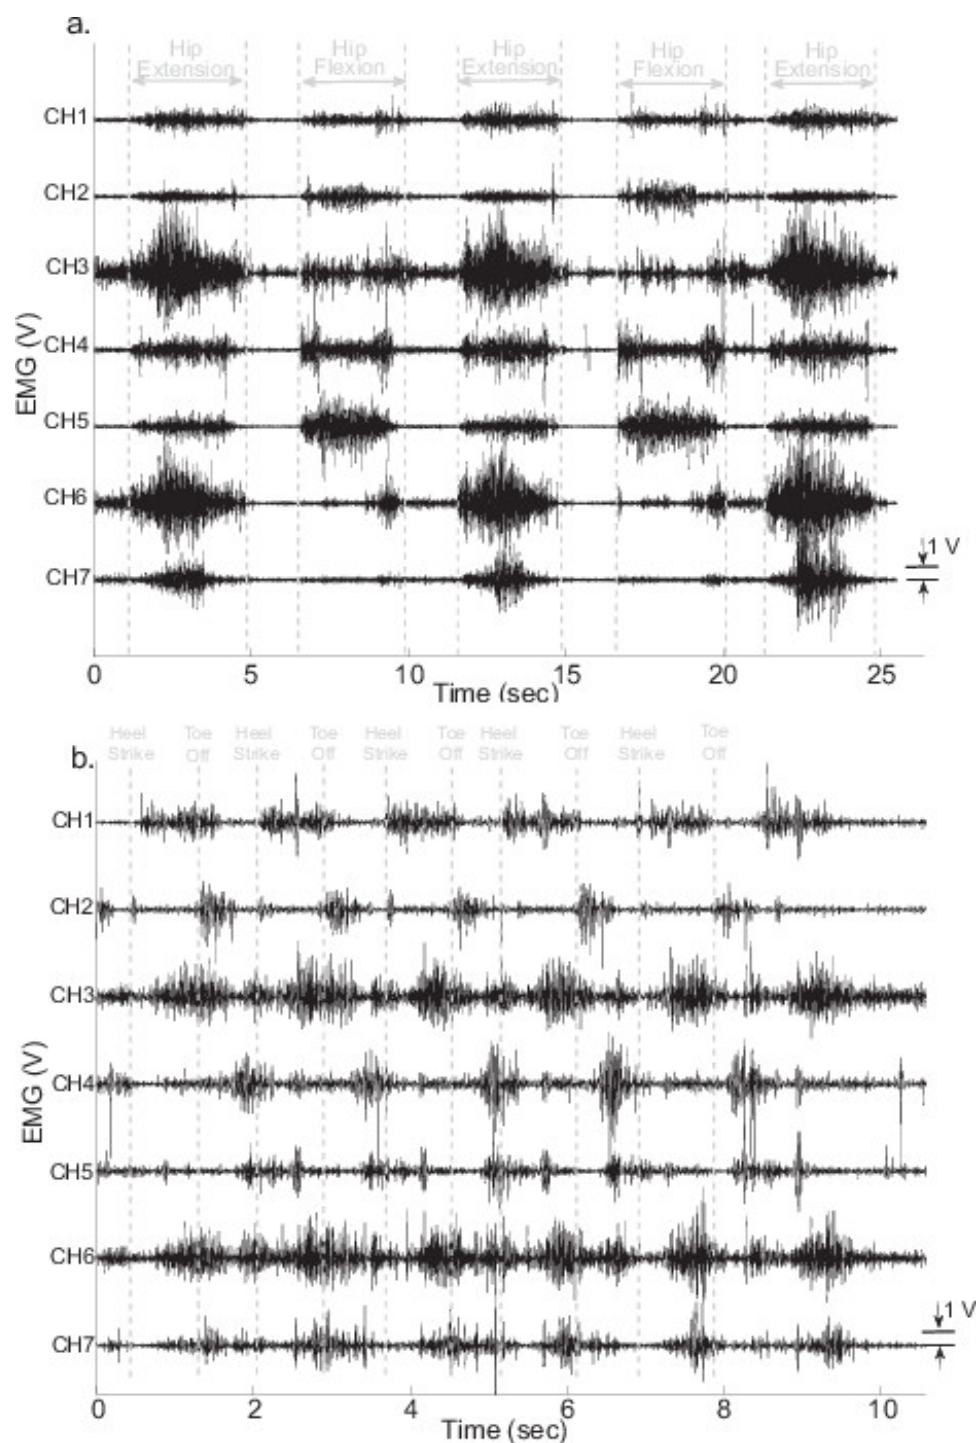 a.
Hip Extension
Hip Flexion
Hip Extension
Hip Flexion
Hip Extension
CH1
CH2
CH3
CH4
CH5
CH6
CH7
EMG (V)
1 V
0 5 10 15 20 25
Time (sec)
b.
Heel Strike
Toe Off
Heel Strike
Toe Off
Heel Strike
Toe Off
Heel Strike
Toe Off
Heel Strike
Toe Off
CH1
CH2
CH3
CH4
CH5
CH6
CH7
EMG (V)
1 V
0 2 4 6 8 10
Time (sec)